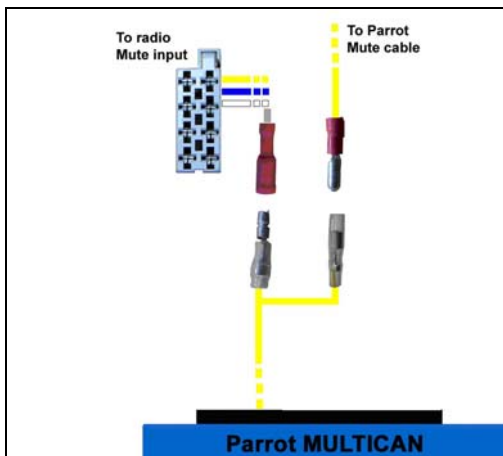 To radio
Mute input
To Parrot
Mute cable
Parrot MULTICAN